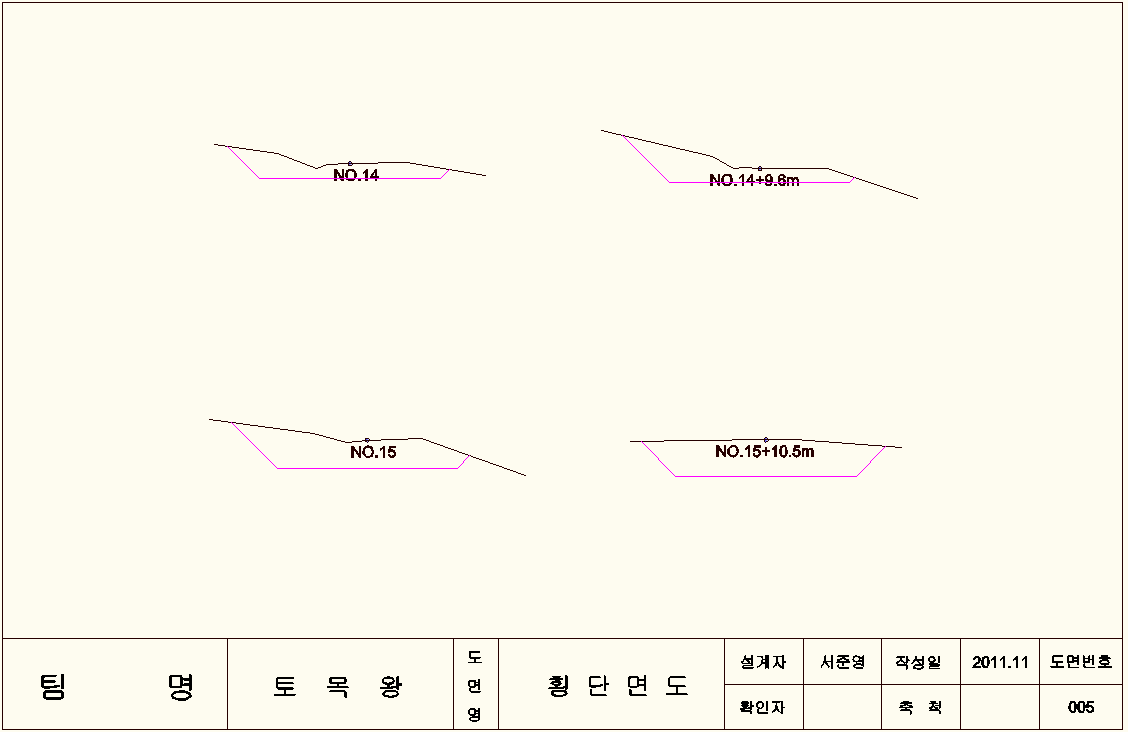 NO.14
NO.14+9.6m
NO.15
NO.15+10.5m
팀 명
토 목 왕
도면명
횡 단 면 도
설계자
서준영
작성일
2011.11
도면번호
확인자
축 척
005